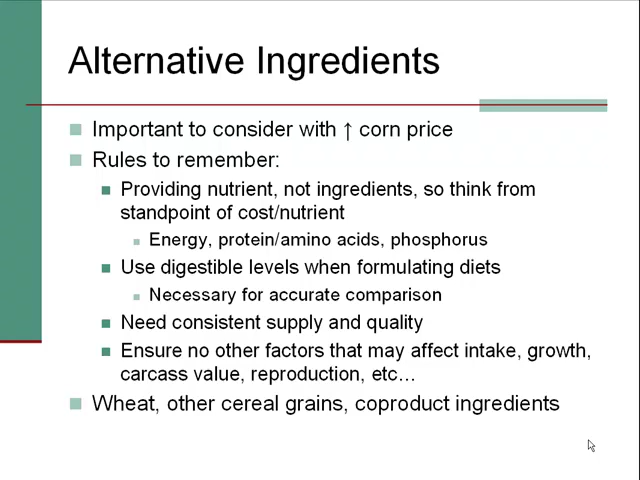 Alternative Ingredients
Important to consider with ↑ corn price
Rules to remember:
Providing nutrient, not ingredients, so think from
standpoint of cost/nutrient
Energy, protein/amino acids, phosphorus
Use digestible levels when formulating diets
Necessary for accurate comparison
Need consistent supply and quality
Ensure no other factors that may affect intake, growth,
carcass value, reproduction, etc…
Wheat, other cereal grains, coproduct ingredients